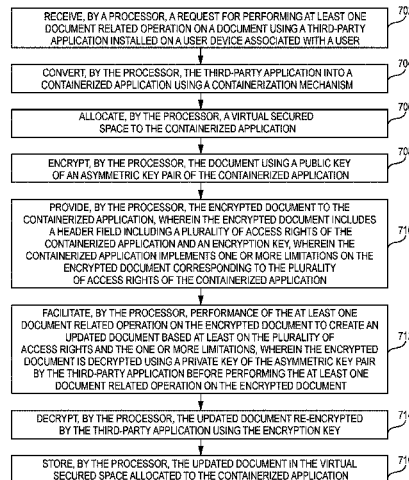 RECEIVE, BY A PROCESSOR, A REQUEST FOR PERFORMING AT LEAST ONE
DOCUMENT RELATED OPERATION ON A DOCUMENT USING A THIRD-PARTY
APPLICATION INSTALLED ON A USER DEVICE ASSOCIATED WITH A USER
CONVERT, BY THE PROCESSOR, THE THIRD-PARTY APPLICATION INTO A
CONTAINERIZED APPLICATION USING A CONTAINERIZATION MECHANISM
ALLOCATE, BY THE PROCESSOR, A VIRTUAL SECURED
SPACE TO THE CONTAINERIZED APPLICATION
ENCRYPT, BY THE PROCESSOR, THE DOCUMENT USING A PUBLIC KEY
OF AN ASYMMETRIC KEY PAIR OF THE CONTAINERIZED APPLICATION
PROVIDE, BY THE PROCESSOR, THE ENCRYPTED DOCUMENT TO THE
CONTAINERIZED APPLICATION, WHEREIN THE ENCRYPTED DOCUMENT INCLUDES
A HEADER FIELD INCLUDING A PLURALITY OF ACCESS RIGHTS OF THE
CONTAINERIZED APPLICATION AND AN ENCRYPTION KEY, WHEREIN THE
CONTAINERIZED APPLICATION IMPLEMENTS ONE OR MORE LIMITATIONS ON THE
ENCRYPTED DOCUMENT CORRESPONDING TO THE PLURALITY
OF ACCESS RIGHTS OF THE CONTAINERIZED APPLICATION
FACILITATE, BY THE PROCESSOR, PERFORMANCE OF THE AT LEAST ONE
DOCUMENT RELATED OPERATION ON THE ENCRYPTED DOCUMENT TO CREATE AN
UPDATED DOCUMENT BASED AT LEAST ON THE PLURALITY OF
ACCESS RIGHTS AND THE ONE OR MORE LIMITATIONS, WHEREIN THE ENCRYPTED
DOCUMENT IS DECRYPTED USING A PRIVATE KEY OF THE ASYMMETRIC KEY PAIR
BY THE THIRD-PARTY APPLICATION BEFORE PERFORMING THE AT LEAST ONE
DOCUMENT RELATED OPERATION ON THE ENCRYPTED DOCUMENT
DECRYPT, BY THE PROCESSOR, THE UPDATED DOCUMENT RE-ENCRYPTED
BY THE THIRD-PARTY APPLICATION USING THE ENCRYPTION KEY
STORE, BY THE PROCESSOR, THE UPDATED DOCUMENT IN THE VIRTUAL
SECURED SPACE ALLOCATED TO THE CONTAINERIZED APPLICATION